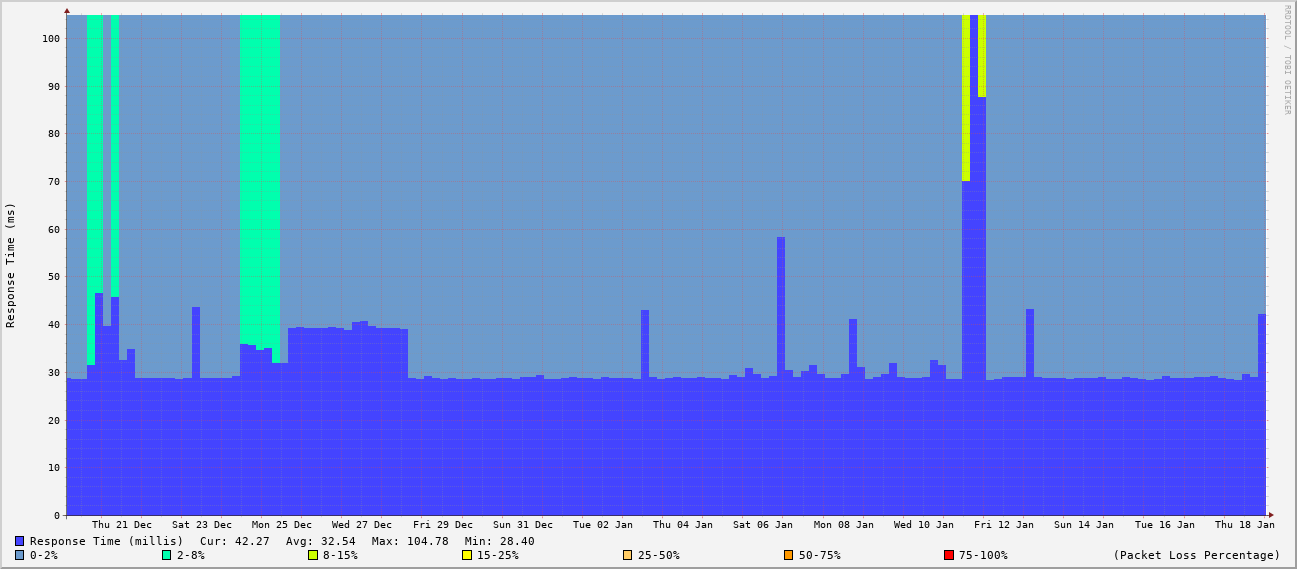 RRDTOOL / TOBI OETIKER
Response Time (ms)
100
90
80
70
60
50
40
30
20
10
0
Thu 21 Dec Sat 23 Dec Mon 25 Dec Wed 27 Dec Fri 29 Dec Sun 31 Dec Tue 02 Jan Thu 04 Jan Sat 06 Jan Mon 08 Jan Wed 10 Jan Fri 12 Jan Sun 14 Jan Tue 16 Jan Thu 18 Jan
Response Time (millis) Cur: 42.27 Avg: 32.54 Max: 104.78 Min: 28.40
0-2% 2-8% 8-15% 15-25% 25-50% 50-75% 75-100% (Packet Loss Percentage)